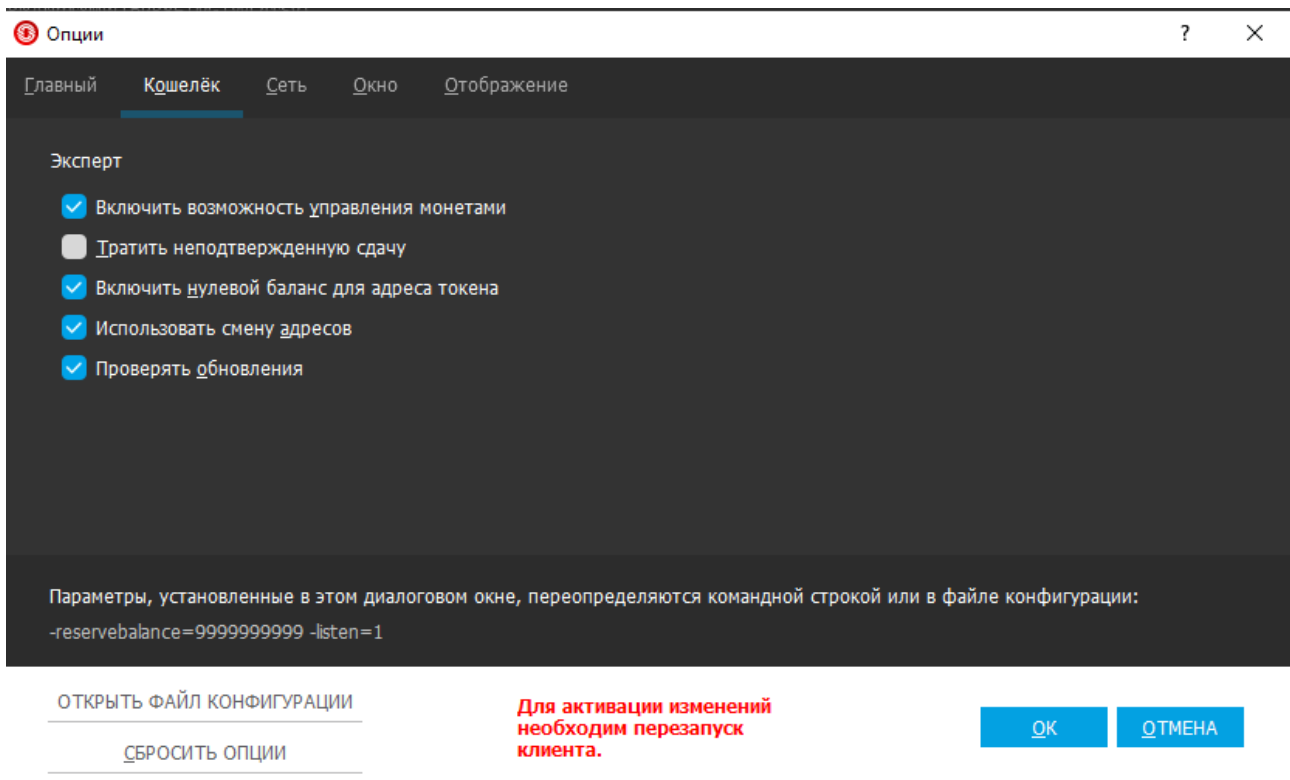 Опции
?
Главный Кошелёк Сеть Окно Отображение
Эксперт
Включить возможность управления монетами
Тратить неподтвержденную сдачу
Включить нулевой баланс для адреса токена
Использовать смену адресов
Проверять обновления
Параметры, установленные в этом диалоговом окне, переопределяются командной строкой или в файле конфигурации:
-reservebalance=9999999999 -listen=1
ОТКРЫТЬ ФАЙЛ КОНФИГУРАЦИИ
СБРОСИТЬ ОПЦИИ
Для активации изменений
необходим перезапуск
клиента.
OK ОТМЕНА